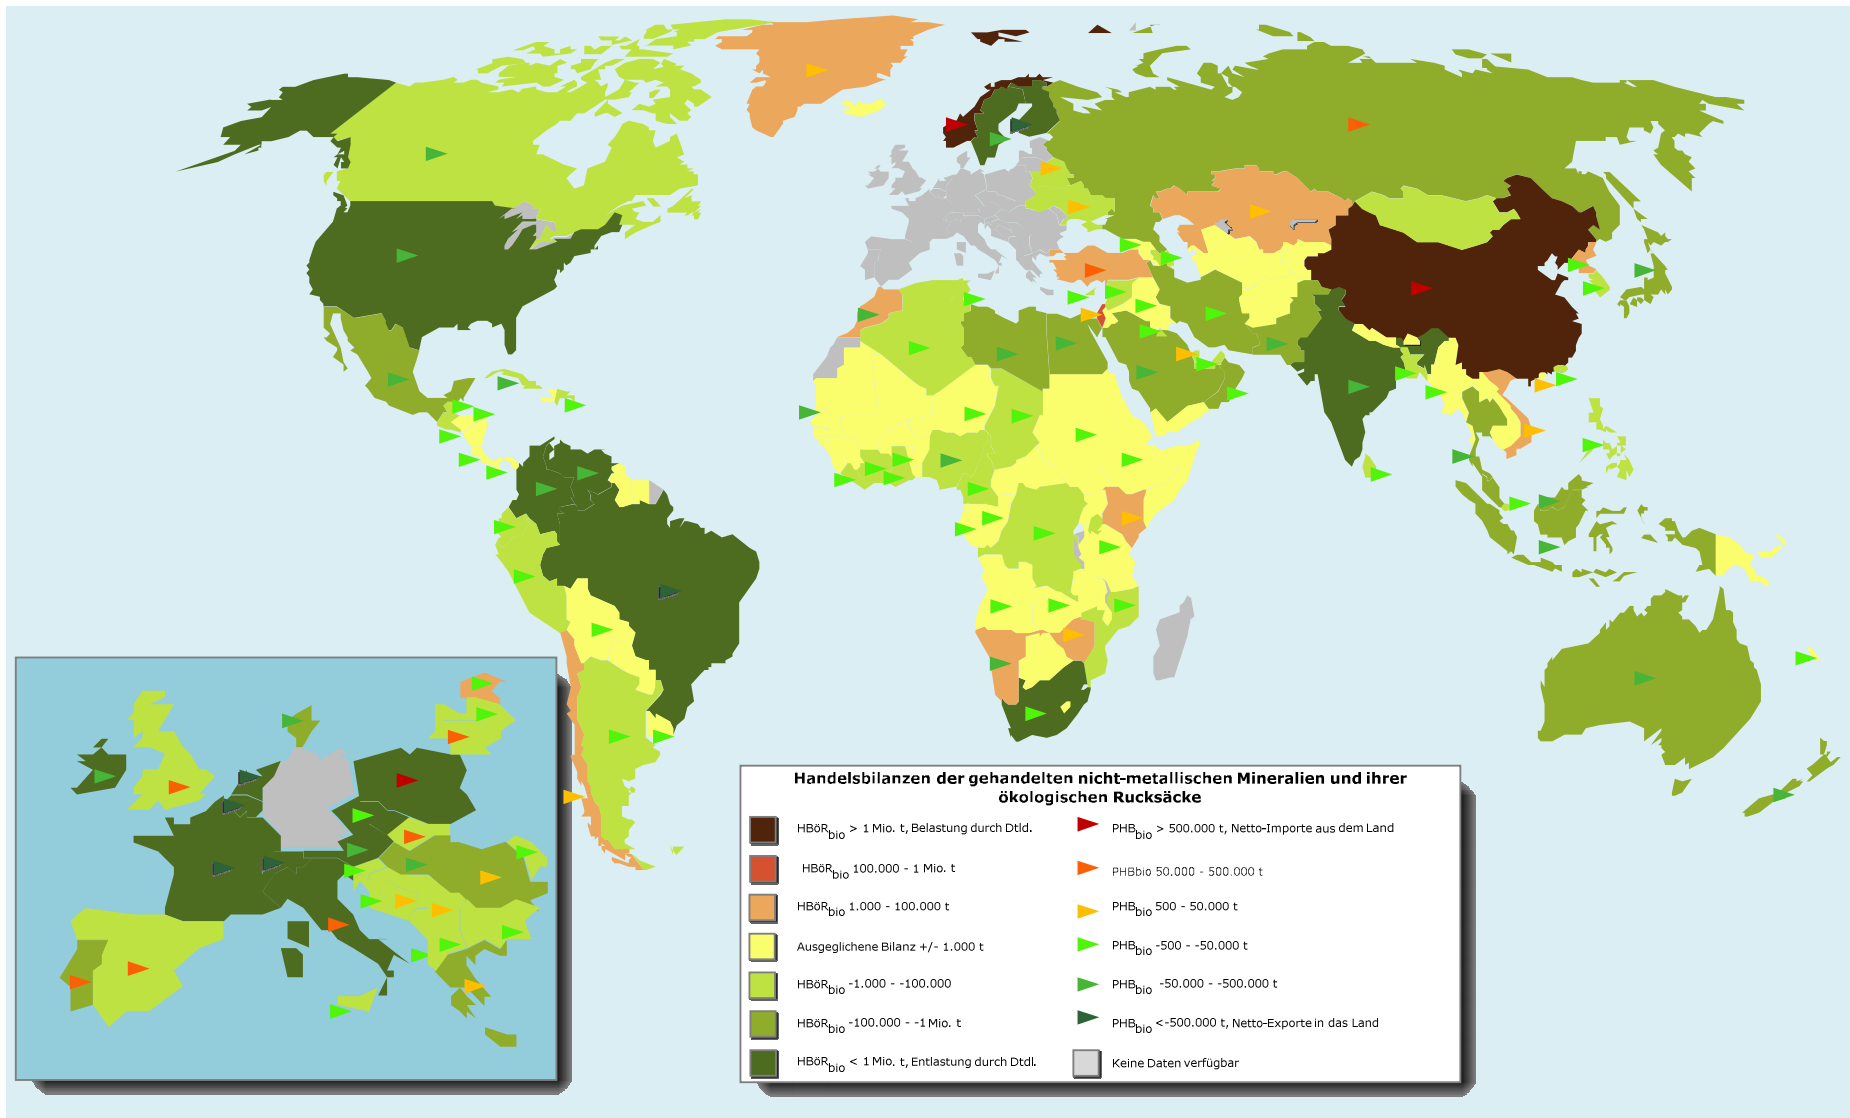 Handelsbilanzen der gehandelten nicht-metallischen Mineralien und ihrer
ökologischen Rucksäcke
HBöRbio > 1 Mio. t, Belastung durch Dtld.
HBöRbio 100.000 - 1 Mio. t
HBöRbio 1.000 - 100.000 t
Ausgeglichene Bilanz +/- 1.000 t
HBöRbio -1.000 - -100.000
HBöRbio -100.000 - -1 Mio. t
HBöRbio < 1 Mio. t, Entlastung durch Dtdl.
PHBbio > 500.000 t, Netto-Importe aus dem Land
PHBbio 50.000 - 500.000 t
PHBbio 500 - 50.000 t
PHBbio -500 - -50.000 t
PHBbio -50.000 - -500.000 t
PHBbio <-500.000 t, Netto-Exporte in das Land
Keine Daten verfügbar